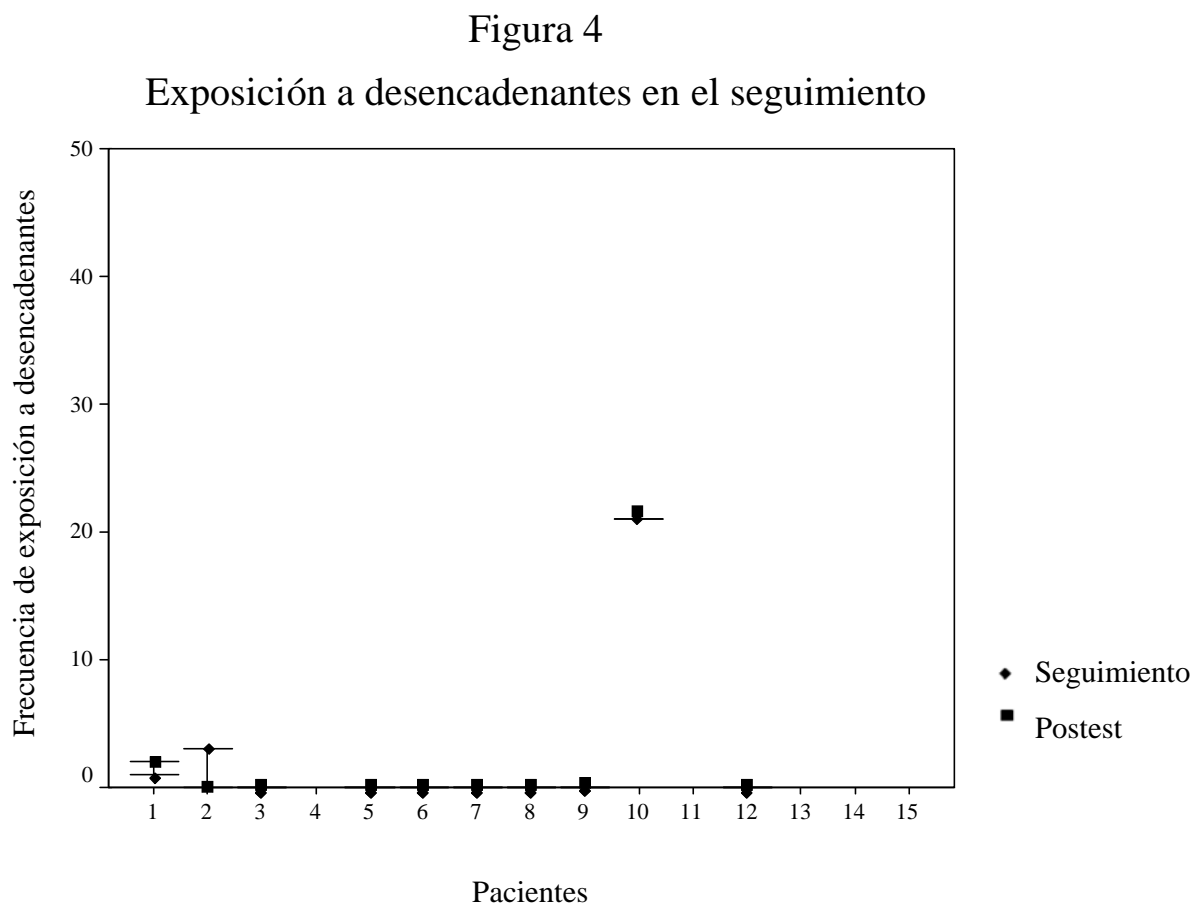 Figura 4
Exposición a desencadenantes en el seguimiento
Frecuencia de exposición a desencadenantes
50
40
30
20
10
0
1 2 3 4 5 6 7 8 9 10 11 12 13 14 15
Pacientes
Seguimiento
Postest